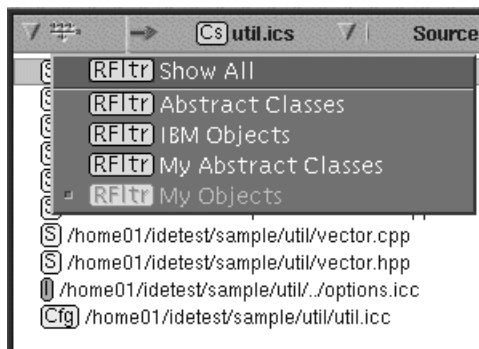 Cs util.ics Source
S RFltr Show All
RFltr Abstract Classes
RFltr IBM Objects
RFltr My Abstract Classes
RFltr My Objects
S /home01/idetest/sample/util/vector.cpp
S /home01/idetest/sample/util/vector.hpp
/home01/idetest/sample/util/../options.icc
Cfg /home01/idetest/sample/util/util.icc